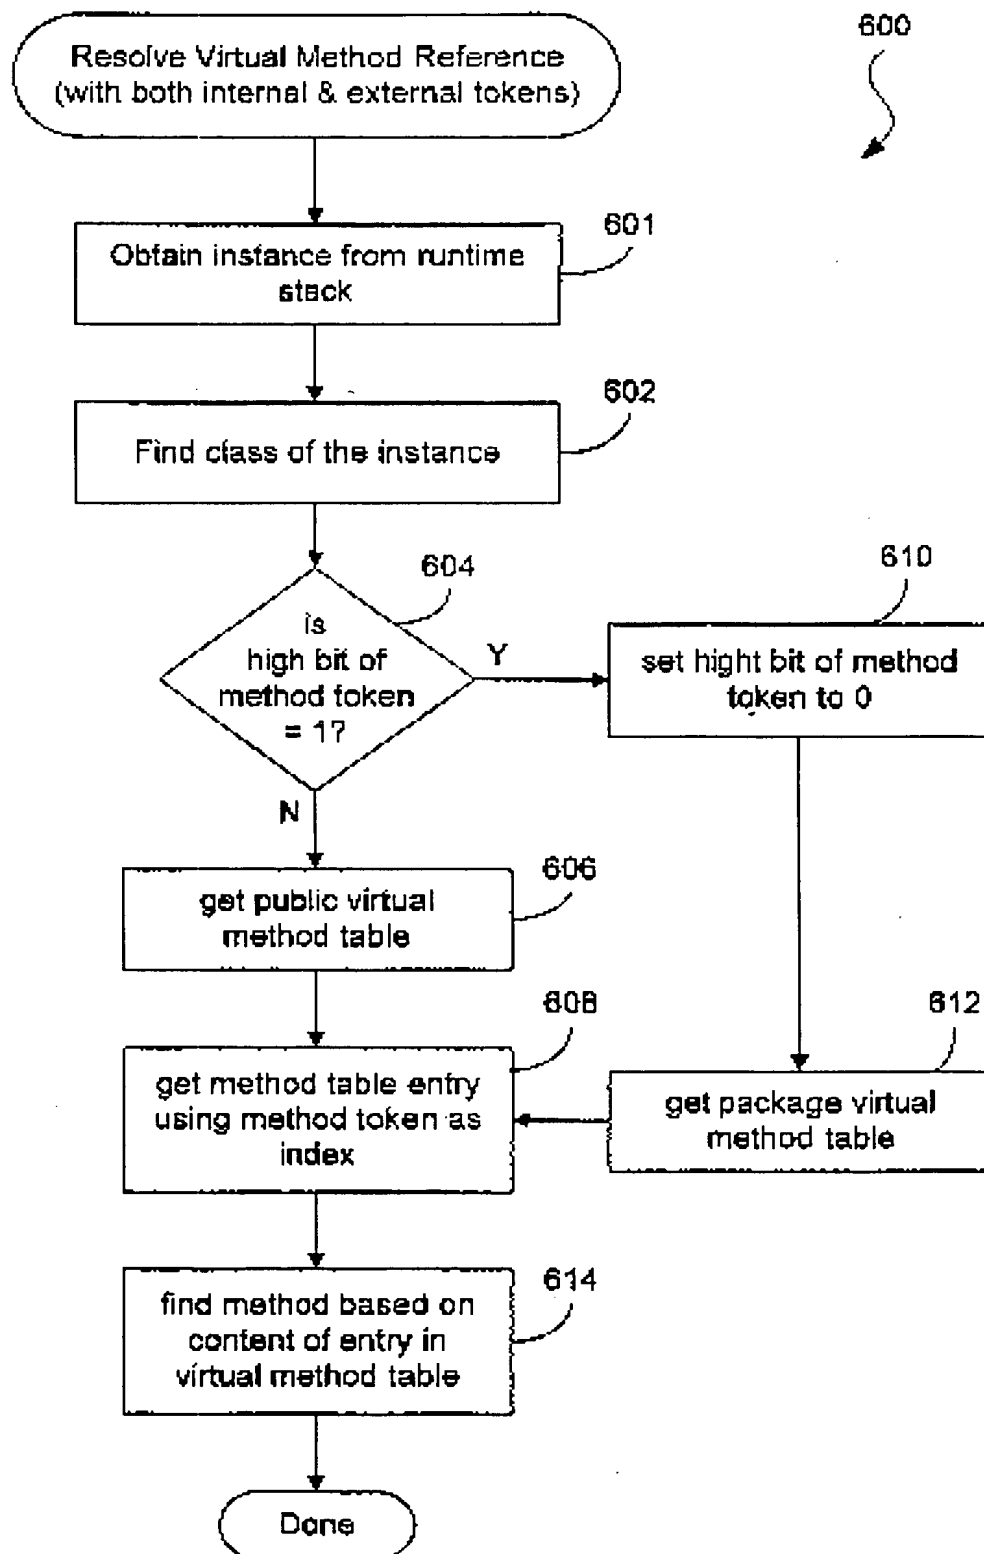 600
Resolve Virtual Method Reference
(with both internal & external tokens)
601
Obtain instance from runtime
stack
602
Find class of the instance
604
is
high bit of
method token
= 1?
Y
N
610
set hight bit of method
token to 0
606
get public virtual
method table
608
get method table entry
using method token as
index
612
get package virtual
method table
614
find method based on
content of entry in
virtual method table
Done